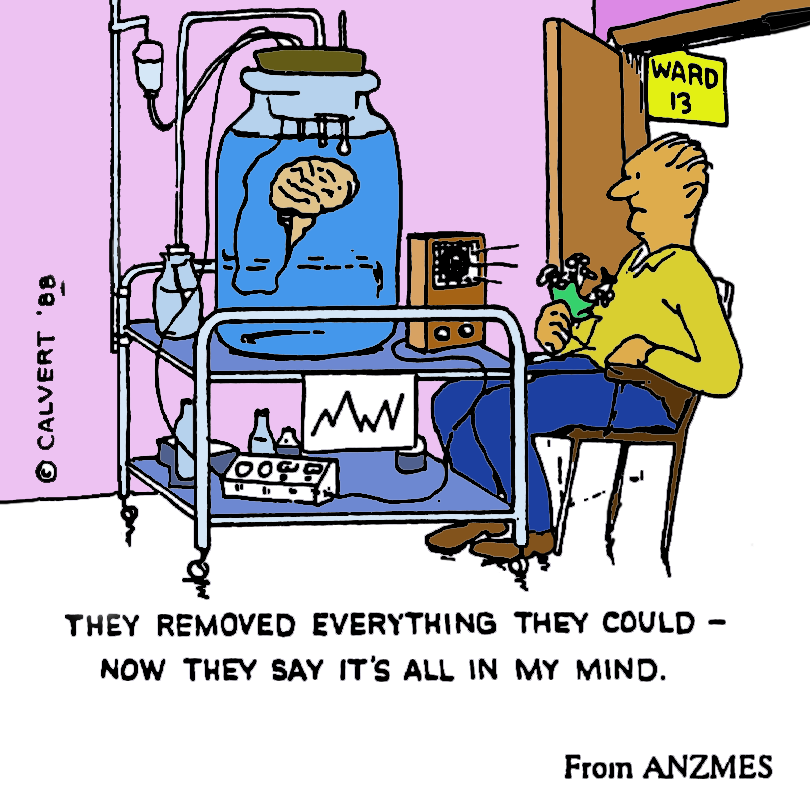 WARD
13
© CALVERT '88
THEY REMOVED EVERYTHING THEY COULD –
NOW THEY SAY IT'S ALL IN MY MIND.
From ANZMES